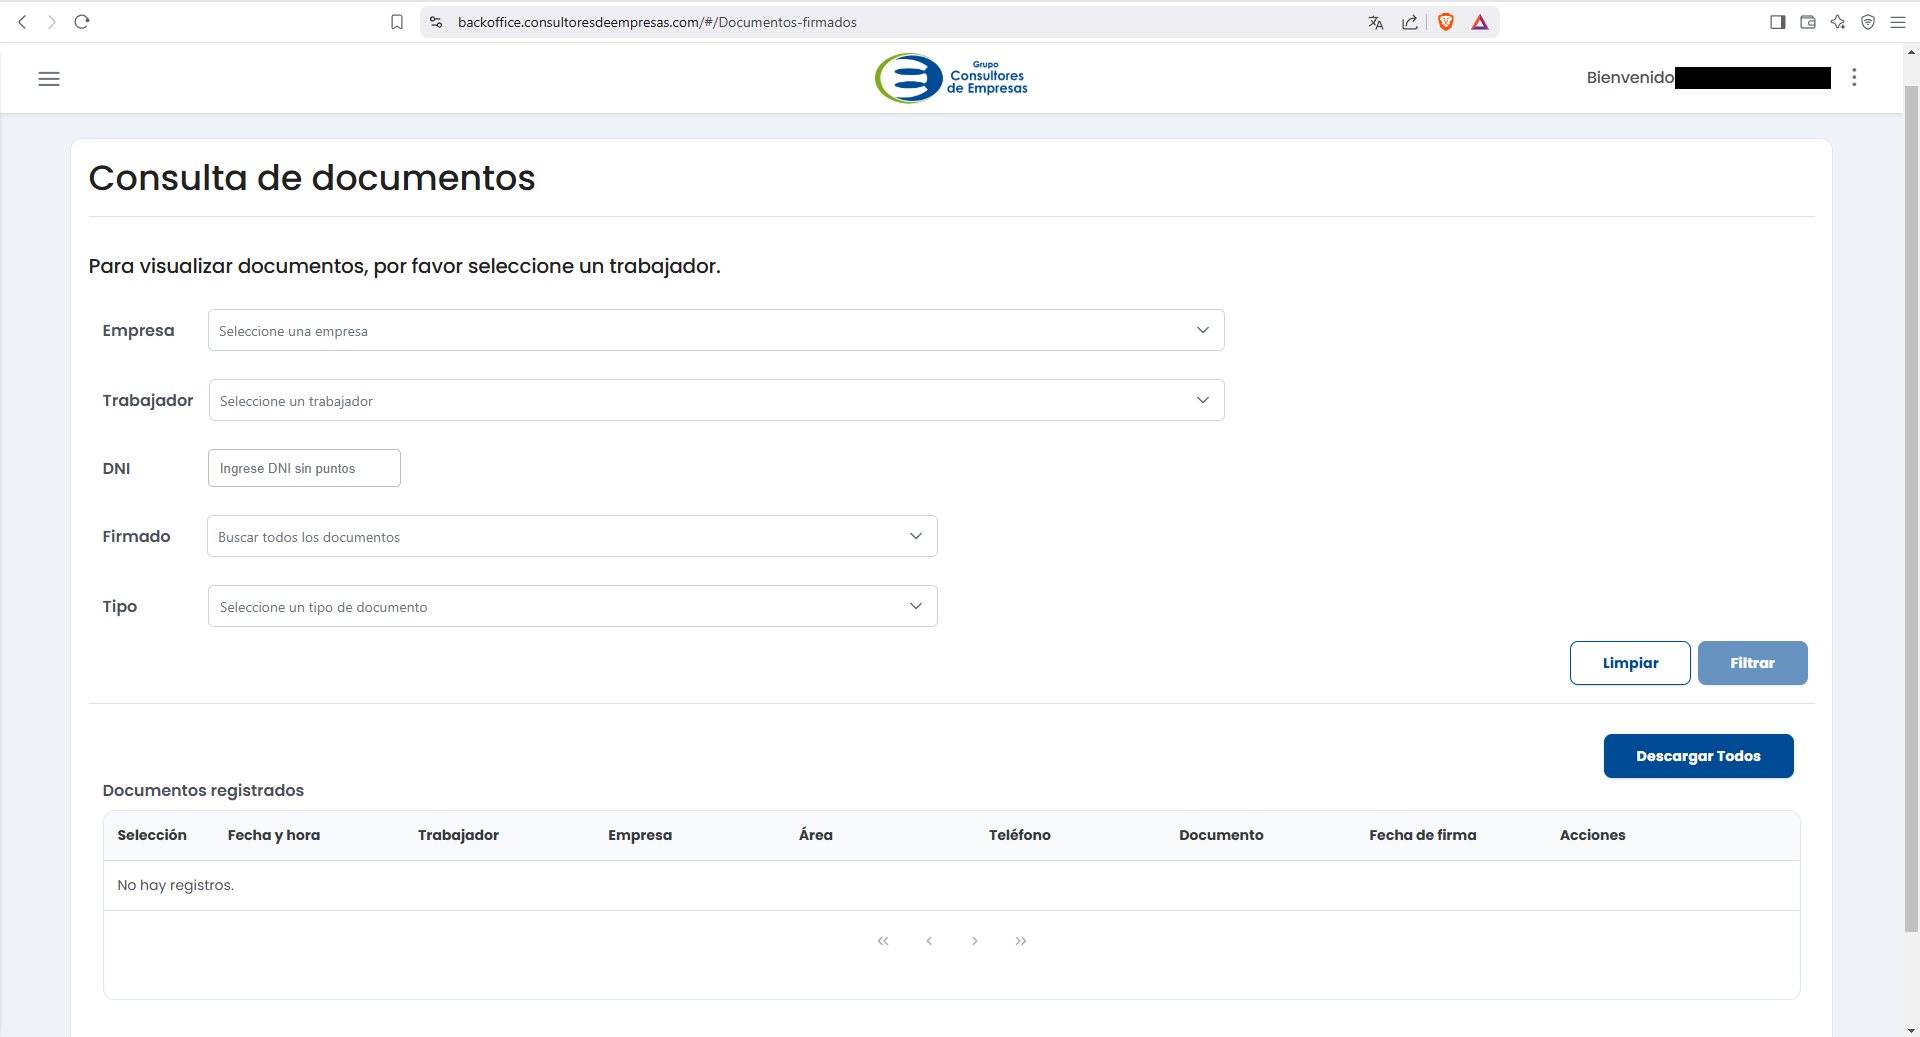 backoffice.consultoresdeempresas.com/#/Documentos-firmados
Grupo
Consultores
de Empresas
Bienvenido
Consulta de documentos
Para visualizar documentos, por favor seleccione un trabajador.
Empresa Seleccione una empresa
Trabajador Seleccione un trabajador
DNI Ingrese DNI sin puntos
Firmado Buscar todos los documentos
Tipo Seleccione un tipo de documento
Limpiar Filtrar
Descargar Todos
Documentos registrados
Selección Fecha y hora Trabajador Empresa Área Teléfono Documento Fecha de firma Acciones
No hay registros.